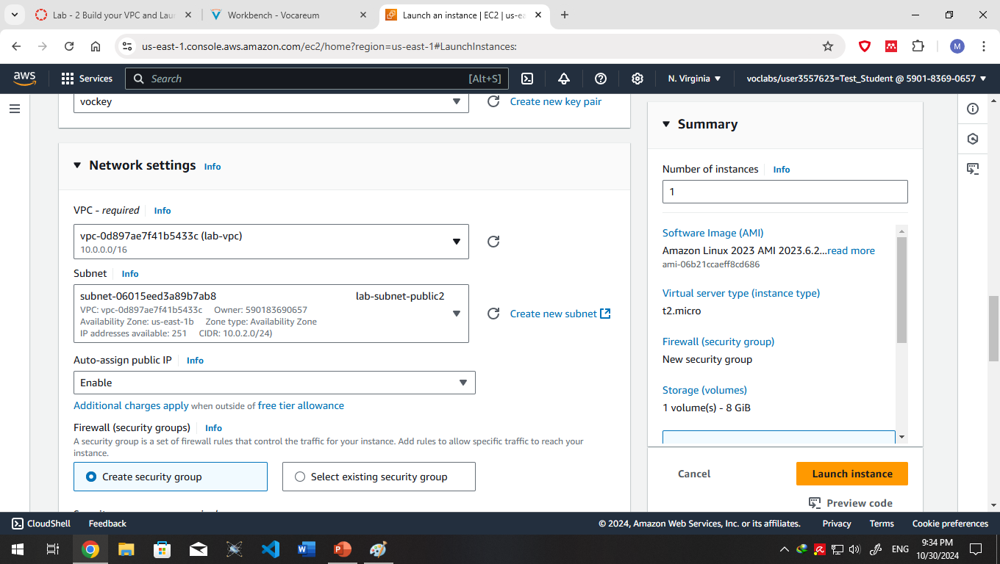 Lab - 2 Build your VPC and Lau
Workbench - Vocareum
Launch an instance | EC2 | us-ea
us-east-1.console.aws.amazon.com/ec2/home?region=us-east-1#LaunchInstances:
M
aws
Services
Search
[Alt+S]
N. Virginia
voclabs/user3557623=Test_Student @ 5901-8369-0657
vockey
Create new key pair
Network settings Info
VPC - required Info
vpc-0d897ae7f41b5433c (lab-vpc)
10.0.0.0/16
Subnet Info
subnet-06015eed3a89b7ab8 lab-subnet-public2
VPC: vpc-0d897ae7f41b5433c Owner: 590183690657
Availability Zone: us-east-1b Zone type: Availability Zone
IP addresses available: 251 CIDR: 10.0.2.0/24)
Create new subnet
Auto-assign public IP Info
Enable
Additional charges apply when outside of free tier allowance
Firewall (security groups) Info
A security group is a set of firewall rules that control the traffic for your instance. Add rules to allow specific traffic to reach your
instance.
Create security group
Select existing security group
Summary
Number of instances Info
1
Software Image (AMI)
Amazon Linux 2023 AMI 2023.6.2...read more
ami-06b21ccaeff8cd686
Virtual server type (instance type)
t2.micro
Firewall (security group)
New security group
Storage (volumes)
1 volume(s) - 8 GiB
Cancel
Launch instance
Preview code
CloudShell
Feedback
© 2024, Amazon Web Services, Inc. or its affiliates.
Privacy
Terms
Cookie preferences
ENG
9:34 PM
10/30/2024